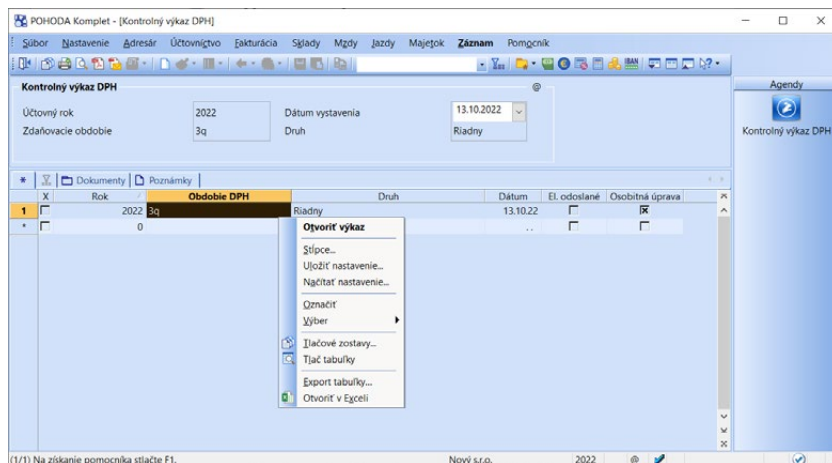 POHODA Komplet - [Kontrolný výkaz DPH]
Súbor Nastavenie Adresár Účtovníctvo Fakturácia Sklady Mzdy Jazdy Majetok Záznam Pomocník
Kontrolný výkaz DPH @
Účtovný rok 2022 Dátum vystavenia 13.10.2022
Zdaňovacie obdobie 3q Druh Riadny
Agendy
Kontrolný výkaz DPH
* Dokumenty Poznámky
X Rok Obdobie DPH Druh Dátum El. odoslané Osobitná úprava
1 2022 3q Riadny 13.10.22
* 0 . .
Otvoriť výkaz
Stĺpce...
Uložiť nastavenie...
Načítať nastavenie...
Označiť
Výber
Tlačové zostavy...
Tlač tabuľky
Export tabuľky...
Otvoriť v Exceli
(1/1) Na získanie pomocníka stlačte F1. Nový s.r.o. 2022 @